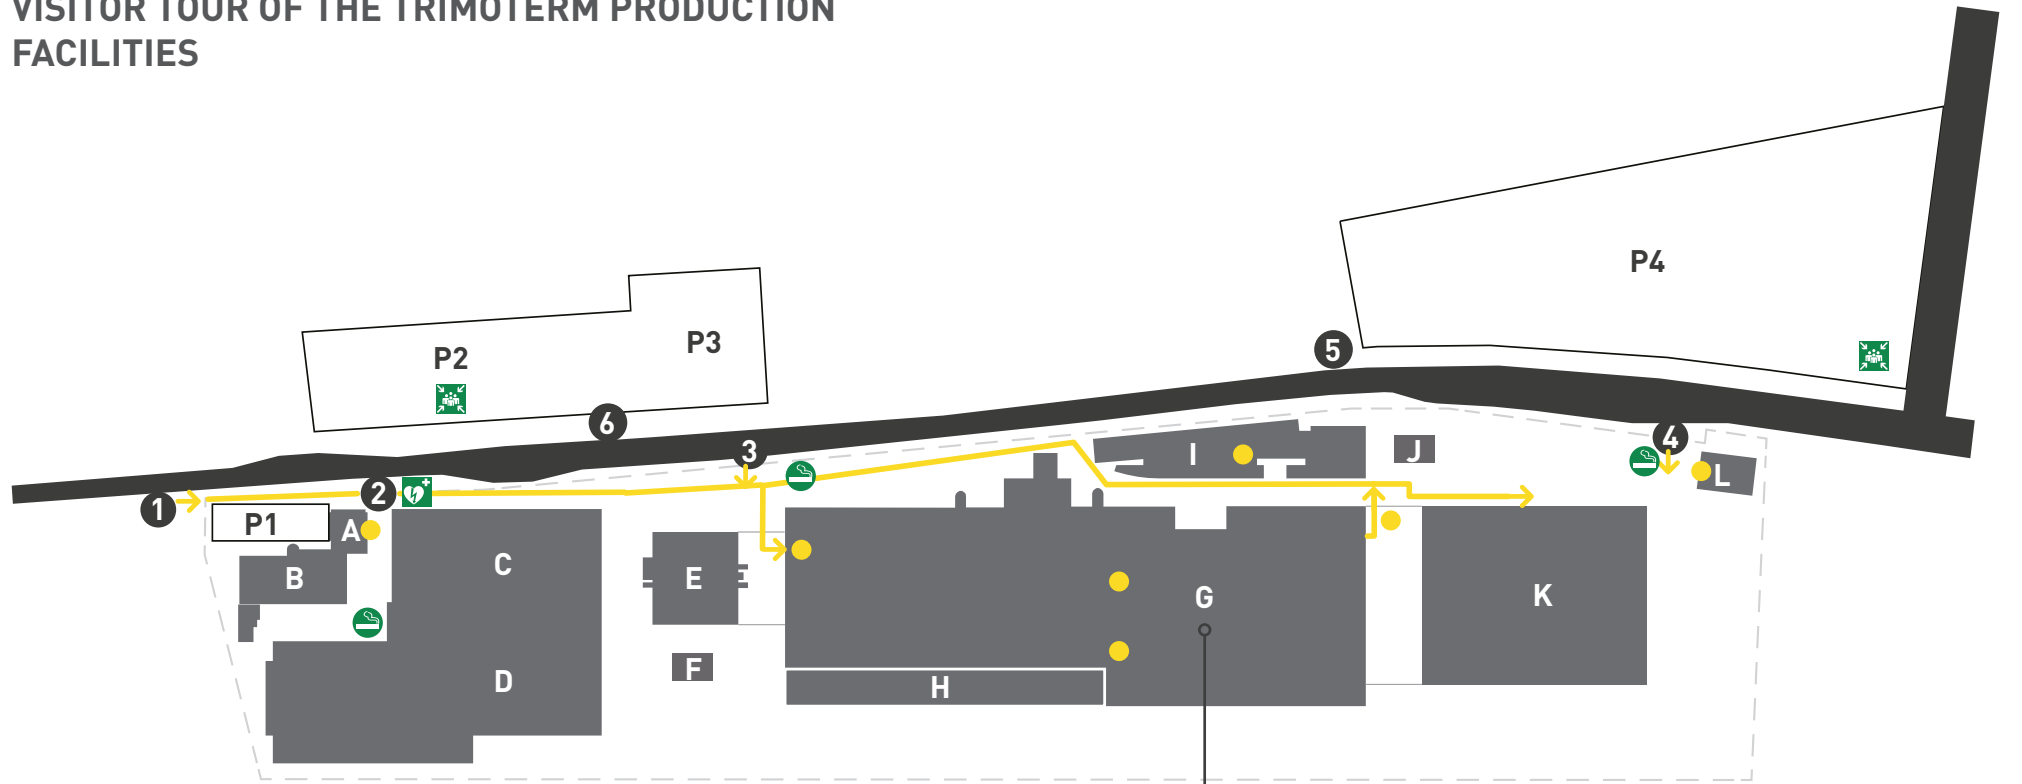 VISITOR TOUR OF THE TRIMOTERM PRODUCTION
FACILITIES
P4
P3
P2
5
6
3
4
I
J
L
2
1
P1
A
C
B
E
G
K
F
D
H